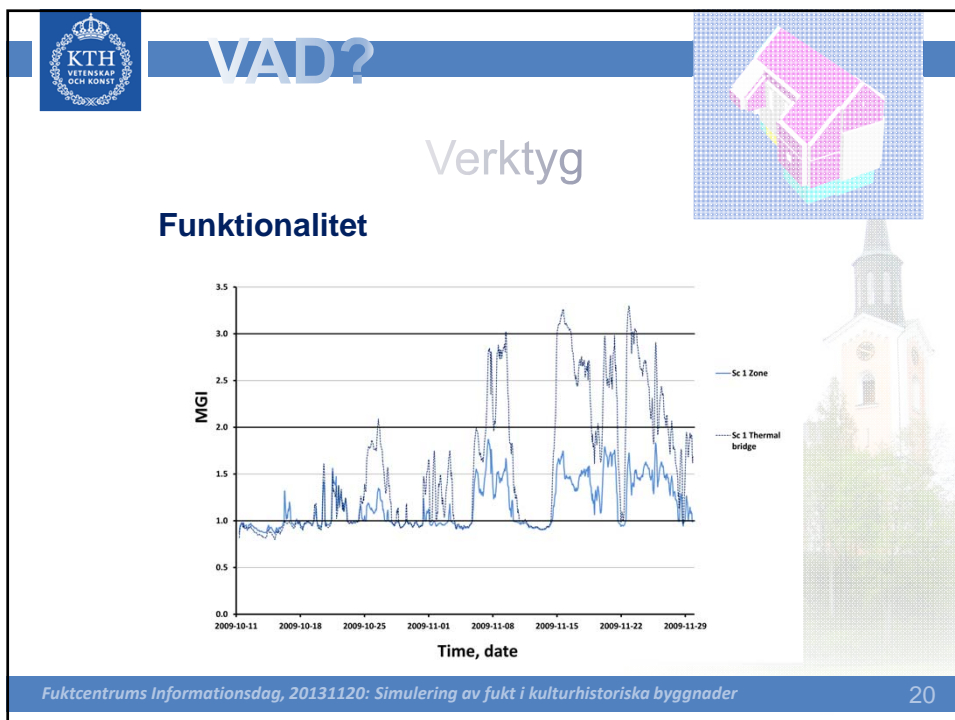 KTH
VETENSKAP
OCH KONST
VAD?
Verktyg
Funktionalitet
3.5
3.0
2.5
2.0
1.5
1.0
0.5
0.0
MGI
2009-10-11 2009-10-18 2009-10-25 2009-11-01 2009-11-08 2009-11-15 2009-11-22 2009-11-29
Time, date
Sc 1 Zone
Sc 1 Thermal
bridge
Fuktcentrums Informationsdag, 20131120: Simulering av fukt i kulturhistoriska byggnader 20